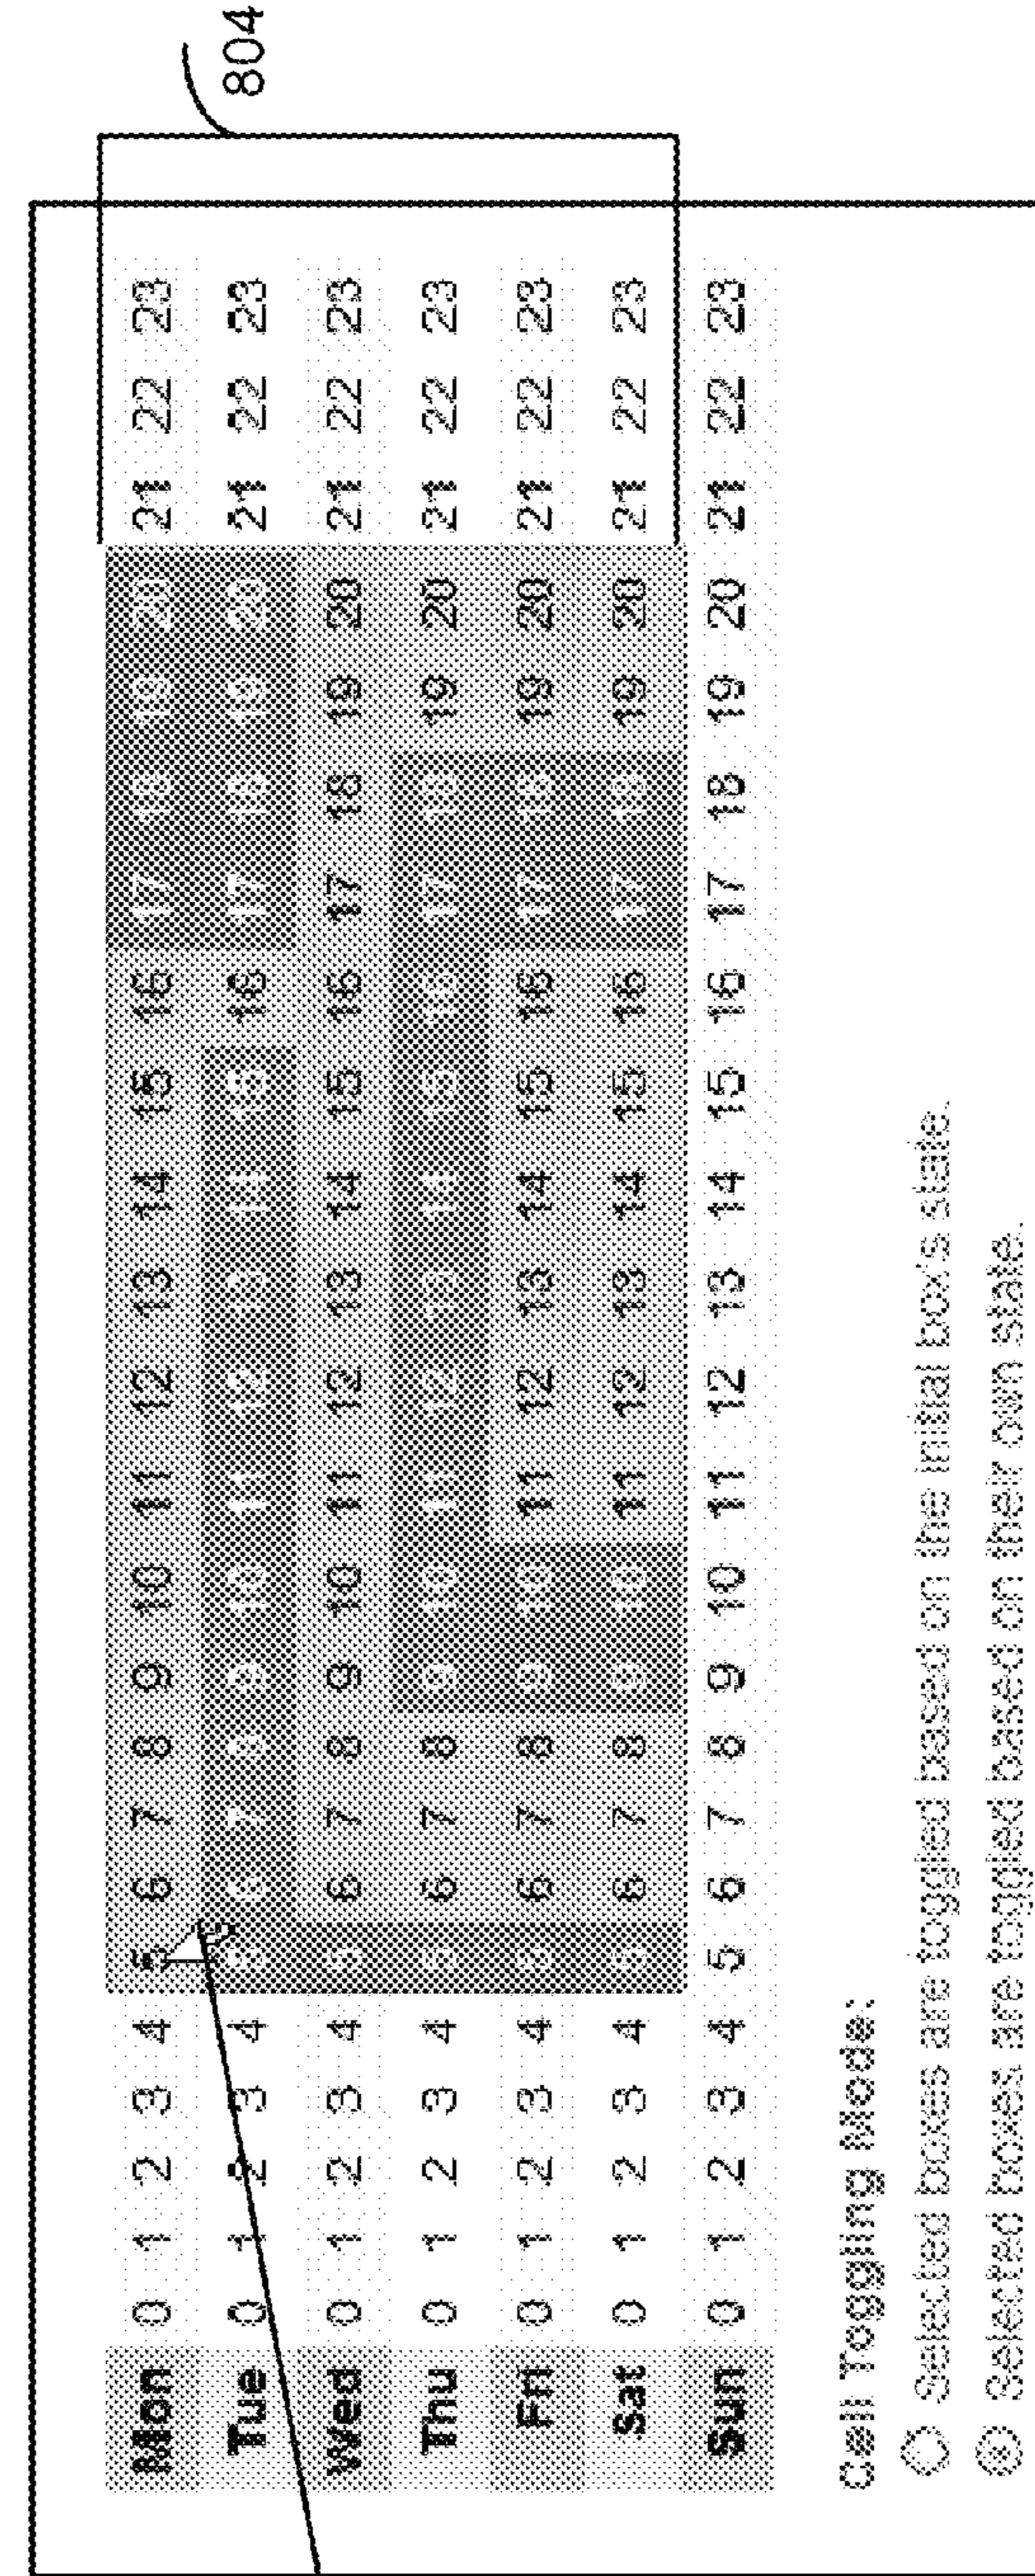 804
Mon 0 1 2 3 4 5 6 7 8 9 10 11 12 13 14 15 16 17 18 19 20 21 22 23
Tue 0 1 2 3 4 5 6 7 8 9 10 11 12 13 14 15 16 17 18 19 20 21 22 23
Wed 0 1 2 3 4 5 6 7 8 9 10 11 12 13 14 15 16 17 18 19 20 21 22 23
Thu 0 1 2 3 4 5 6 7 8 9 10 11 12 13 14 15 16 17 18 19 20 21 22 23
Fri 0 1 2 3 4 5 6 7 8 9 10 11 12 13 14 15 16 17 18 19 20 21 22 23
Sat 0 1 2 3 4 5 6 7 8 9 10 11 12 13 14 15 16 17 18 19 20 21 22 23
Sun 0 1 2 3 4 5 6 7 8 9 10 11 12 13 14 15 16 17 18 19 20 21 22 23
Cell Toggling Mode:
Selected boxes are toggled based on the initial box's state.
Selected boxes are toggled based on their own state.